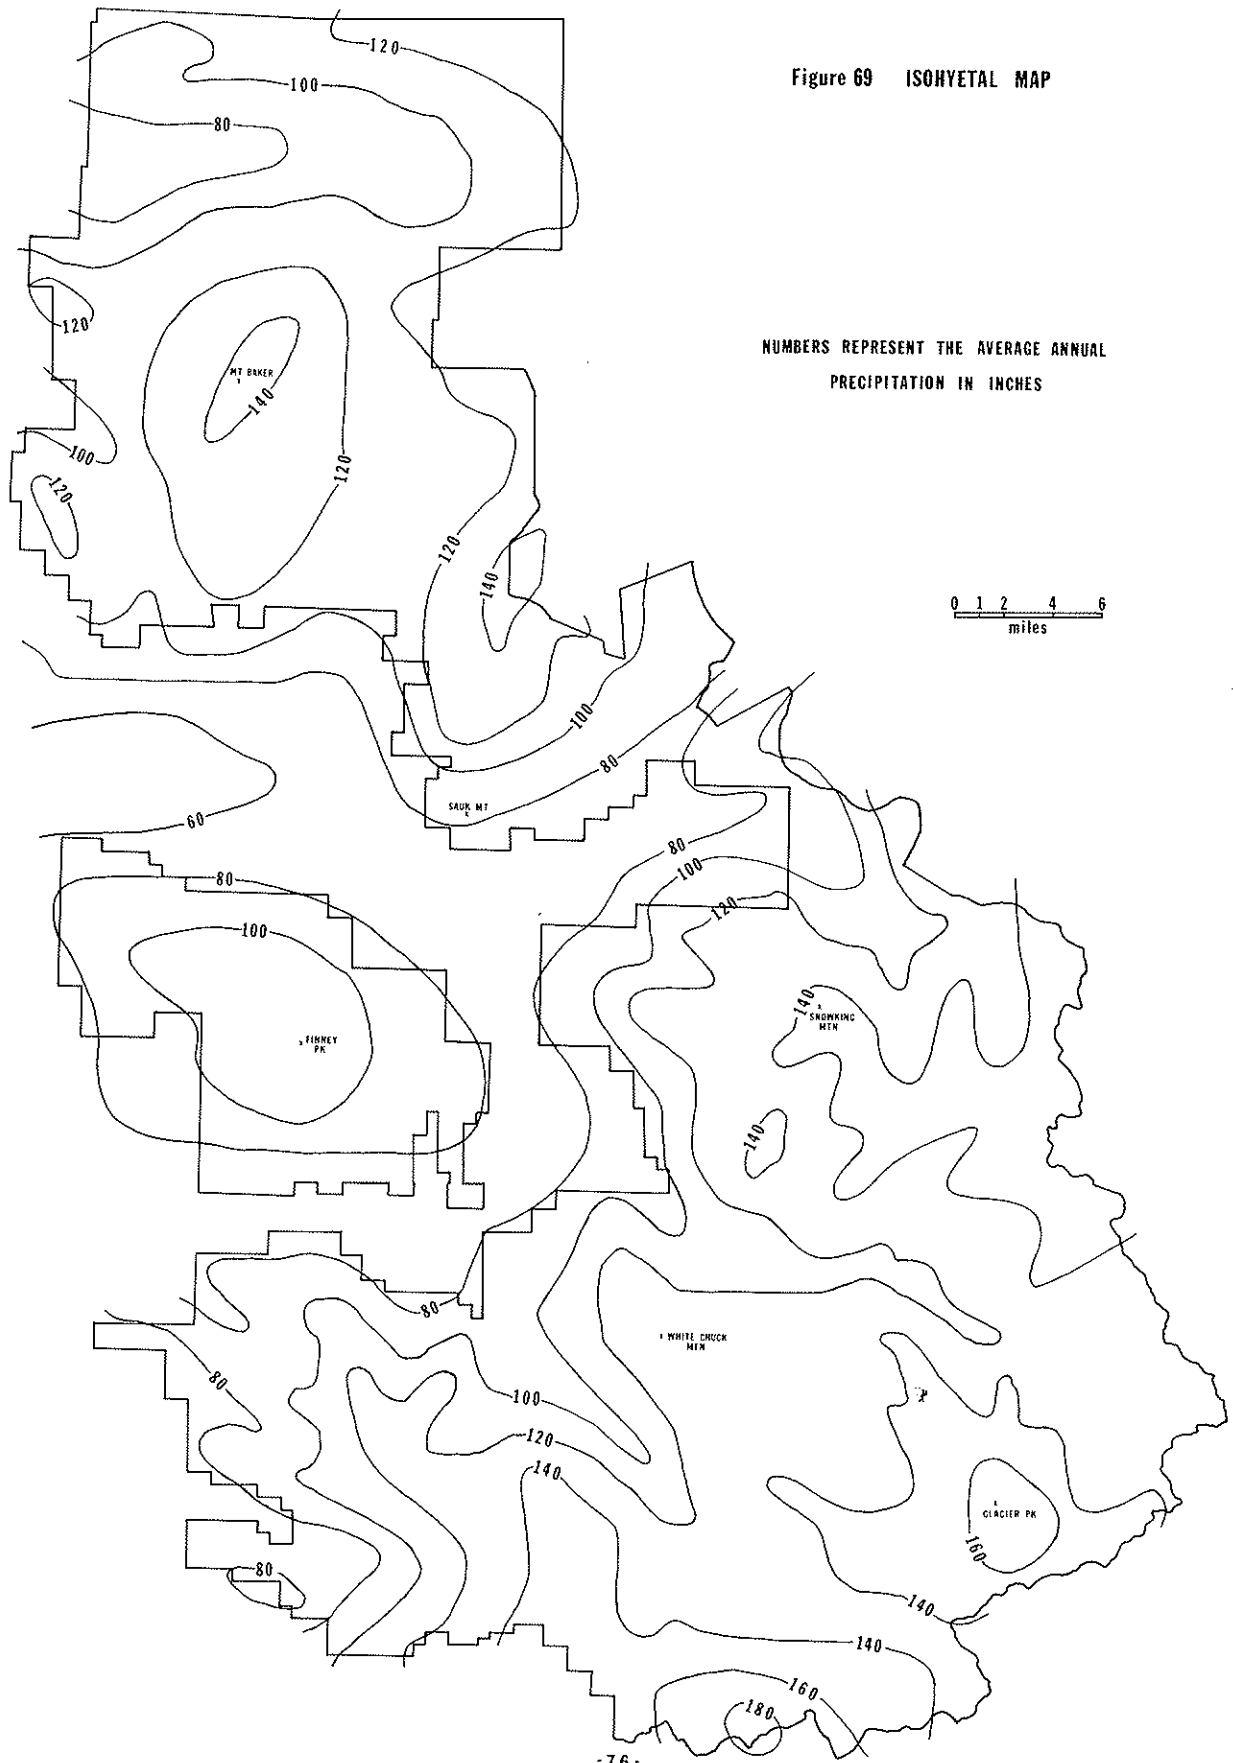 Figure 69 ISOHYETAL MAP
NUMBERS REPRESENT THE AVERAGE ANNUAL
PRECIPITATION IN INCHES
0 1 2 4 6
miles
120
100
80
120
MT BAKER
140
100
120
120
120
140
100
80
SAUK MT
60
80
100
80
100
120
FINNEY
PK
140
SNOWKING
MTN
140
80
WHITE CHUCK
MTN
80
100
120
140
GLACIER PK
160
80
140
140
160
180
-76-